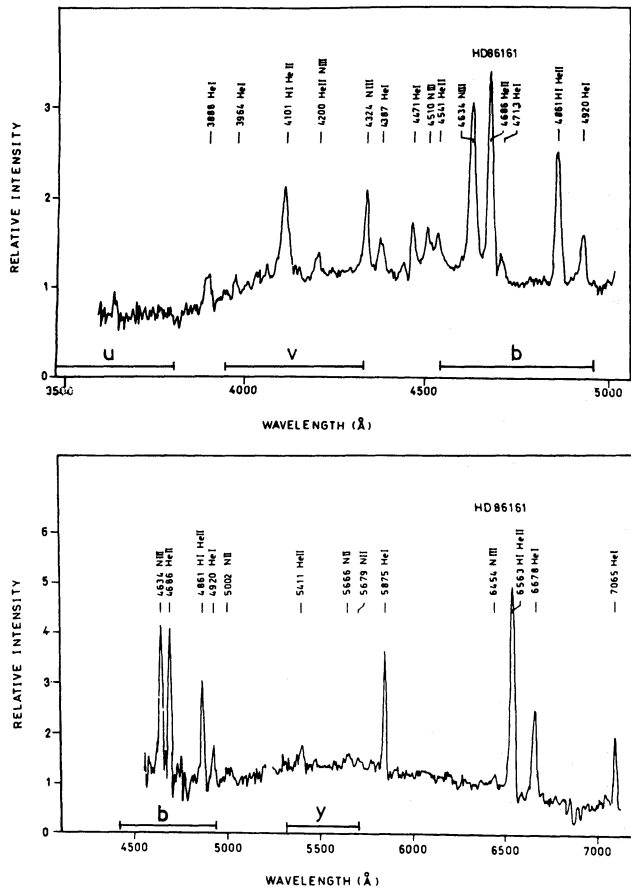 HD86161
3888 HeI
3964 HeI
4101 HI HeII
4200 HeII NIII
4324 NIII
4387 HeI
4471 HeI
4510 NIII
4541 HeII
4634 NIII
4686 HeII
4713 HeI
4861 HI HeII
4920 HeI
RELATIVE INTENSITY
3
2
1
0
u
v
b
3500
4000
4500
5000
WAVELENGTH (Å)
HD86161
4634 NIII
4686 HeII
4861 HI HeII
4920 HeI
5002 NII
5411 HeII
5666 NII
5679 NII
5875 HeI
6454 NIII
6563 HI HeII
6678 HeI
7065 HeI
RELATIVE INTENSITY
6
5
4
3
2
1
0
b
y
4500
5000
5500
6000
6500
7000
WAVELENGTH (Å)